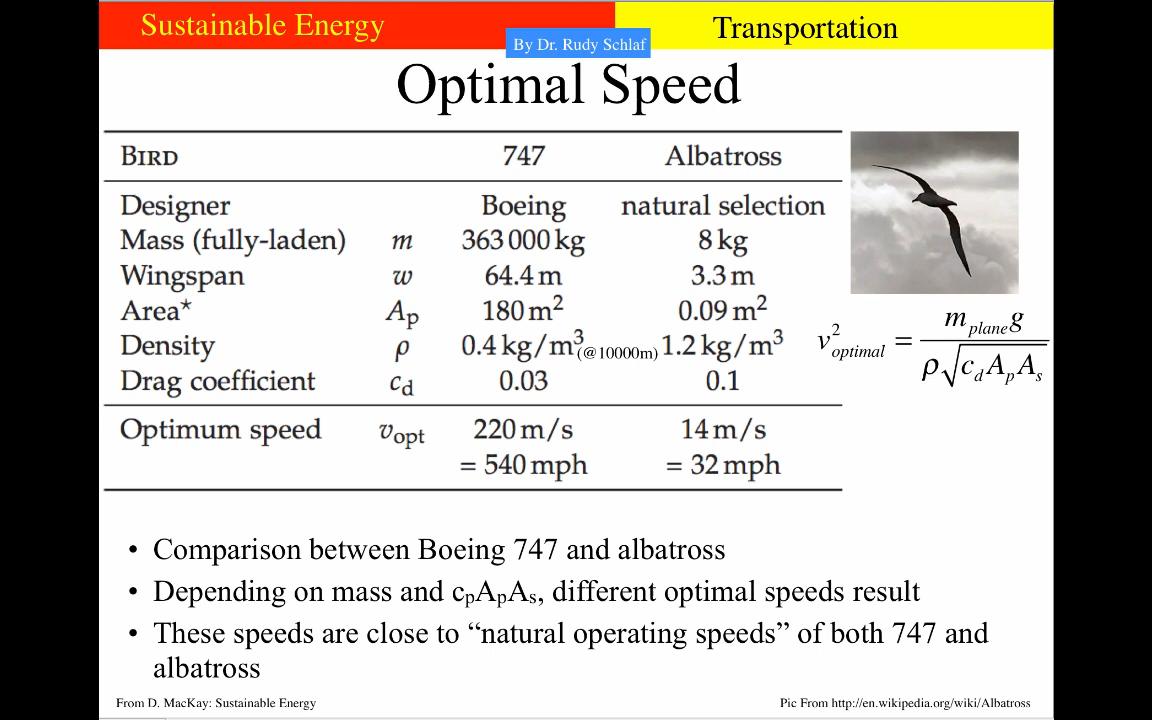 Sustainable Energy
Transportation
By Dr. Rudy Schlaf
Optimal Speed
BIRD 747 Albatross
Designer Boeing natural selection
Mass (fully-laden) m 363 000 kg 8 kg
Wingspan w 64.4 m 3.3 m
Area* Ap 180 m² 0.09 m²
Density ρ 0.4 kg/m³ (@10000m) 1.2 kg/m³
Drag coefficient cd 0.03 0.1
Optimum speed vopt 220 m/s 14 m/s
= 540 mph = 32 mph
v²optimal = mplane g / ρ√cd Ap As
• Comparison between Boeing 747 and albatross
• Depending on mass and cpApAs, different optimal speeds result
• These speeds are close to “natural operating speeds” of both 747 and
albatross
From D. MacKay: Sustainable Energy
Pic From http://en.wikipedia.org/wiki/Albatross